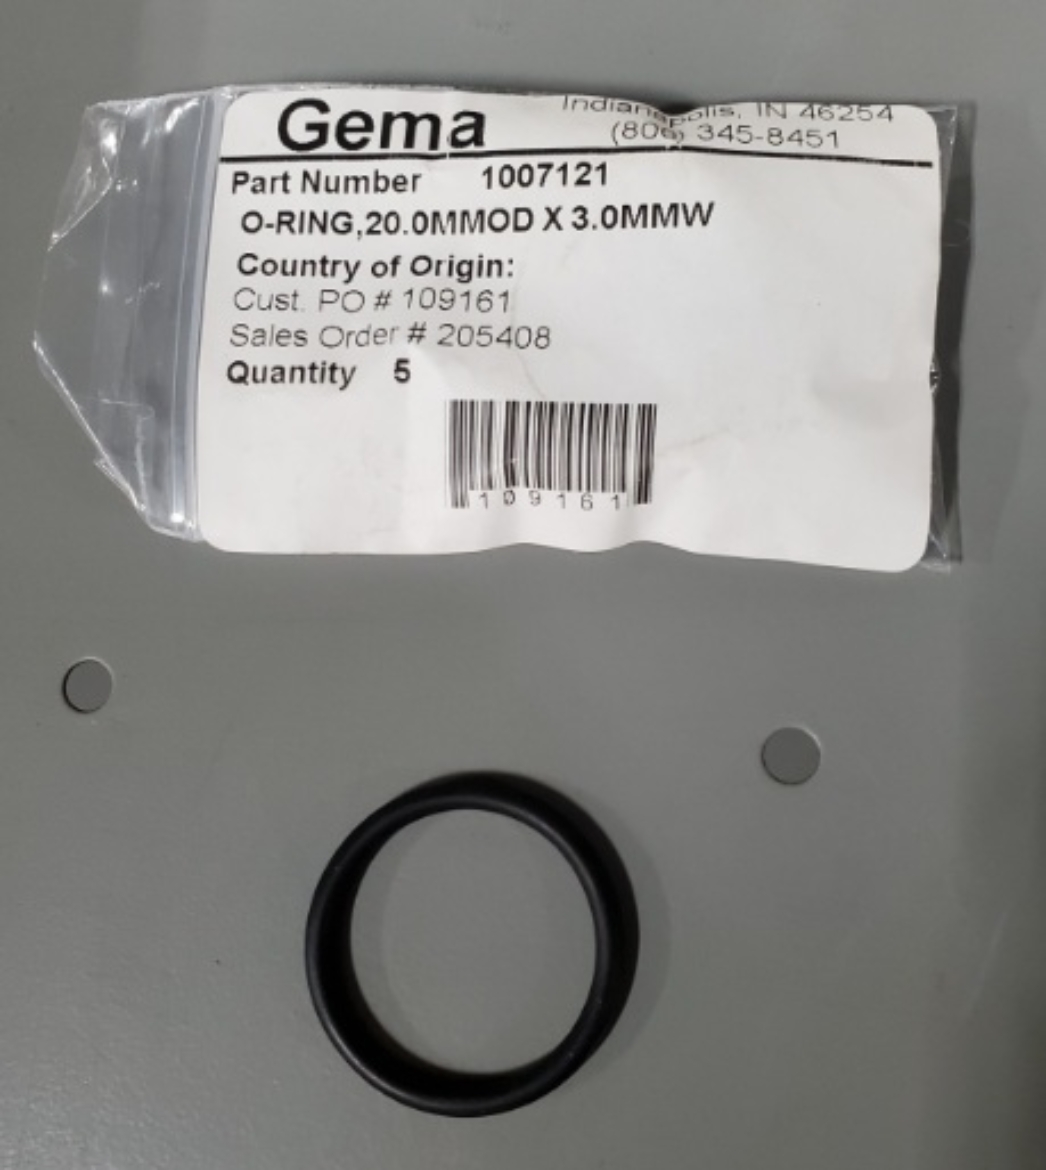 Gema
Indianapolis, IN 46254
(800) 345-8451
Part Number 1007121
O-RING,20.0MMOD X 3.0MMW
Country of Origin:
Cust. PO # 109161
Sales Order # 205408
Quantity 5
109161